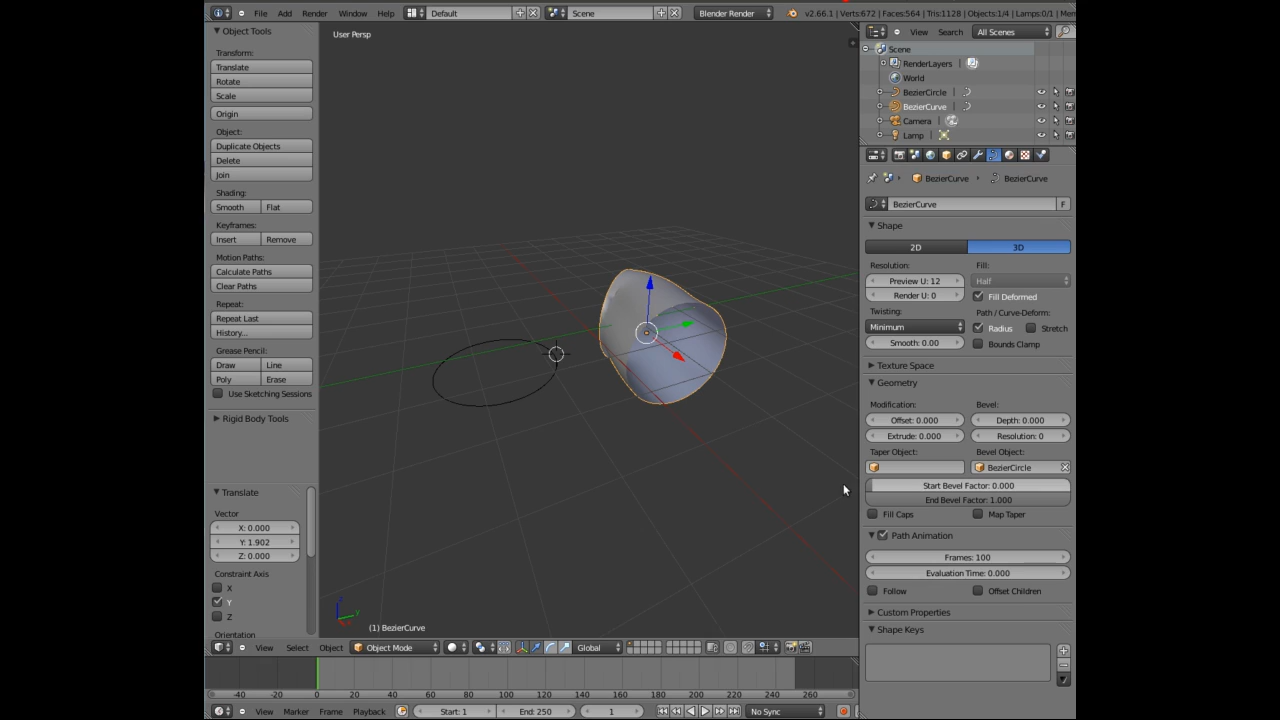 File Add Render Window Help Default Scene Blender Render v2.66.1 | Verts:672 | Faces:564 | Tris:1128 | Objects:1/4 | Lamps:0/1 |
Object Tools
Transform:
Translate
Rotate
Scale
Origin
Object:
Duplicate Objects
Delete
Join
Shading:
Smooth Flat
Keyframes:
Insert Remove
Motion Paths:
Calculate Paths
Clear Paths
Repeat:
Repeat Last
History...
Grease Pencil:
Draw Line
Poly Erase
Use Sketching Sessions
Rigid Body Tools
Translate
Vector
X: 0.000
Y: 1.902
Z: 0.000
Constraint Axis
X
Y
Z
Orientation
User Persp
(1) BezierCurve
View Select Object Object Mode Global
-40 -20 0 20 40 60 80 100 120 140 160 180 200 220 240 260
View Marker Frame Playback Start: 1 End: 250 1 No Sync
View Search All Scenes
Scene
RenderLayers |
World
BezierCircle |
BezierCurve |
Camera |
Lamp |
BezierCurve BezierCurve
BezierCurve F
Shape
2D 3D
Resolution: Fill:
Preview U: 12 Half
Render U: 0 Fill Deformed
Twisting: Path / Curve-Deform:
Minimum Radius Stretch
Smooth: 0.00 Bounds Clamp
Texture Space
Geometry
Modification: Bevel:
Offset: 0.000 Depth: 0.000
Extrude: 0.000 Resolution: 0
Taper Object: Bevel Object:
BezierCircle
Start Bevel Factor: 0.000
End Bevel Factor: 1.000
Fill Caps Map Taper
Path Animation
Frames: 100
Evaluation Time: 0.000
Follow Offset Children
Custom Properties
Shape Keys